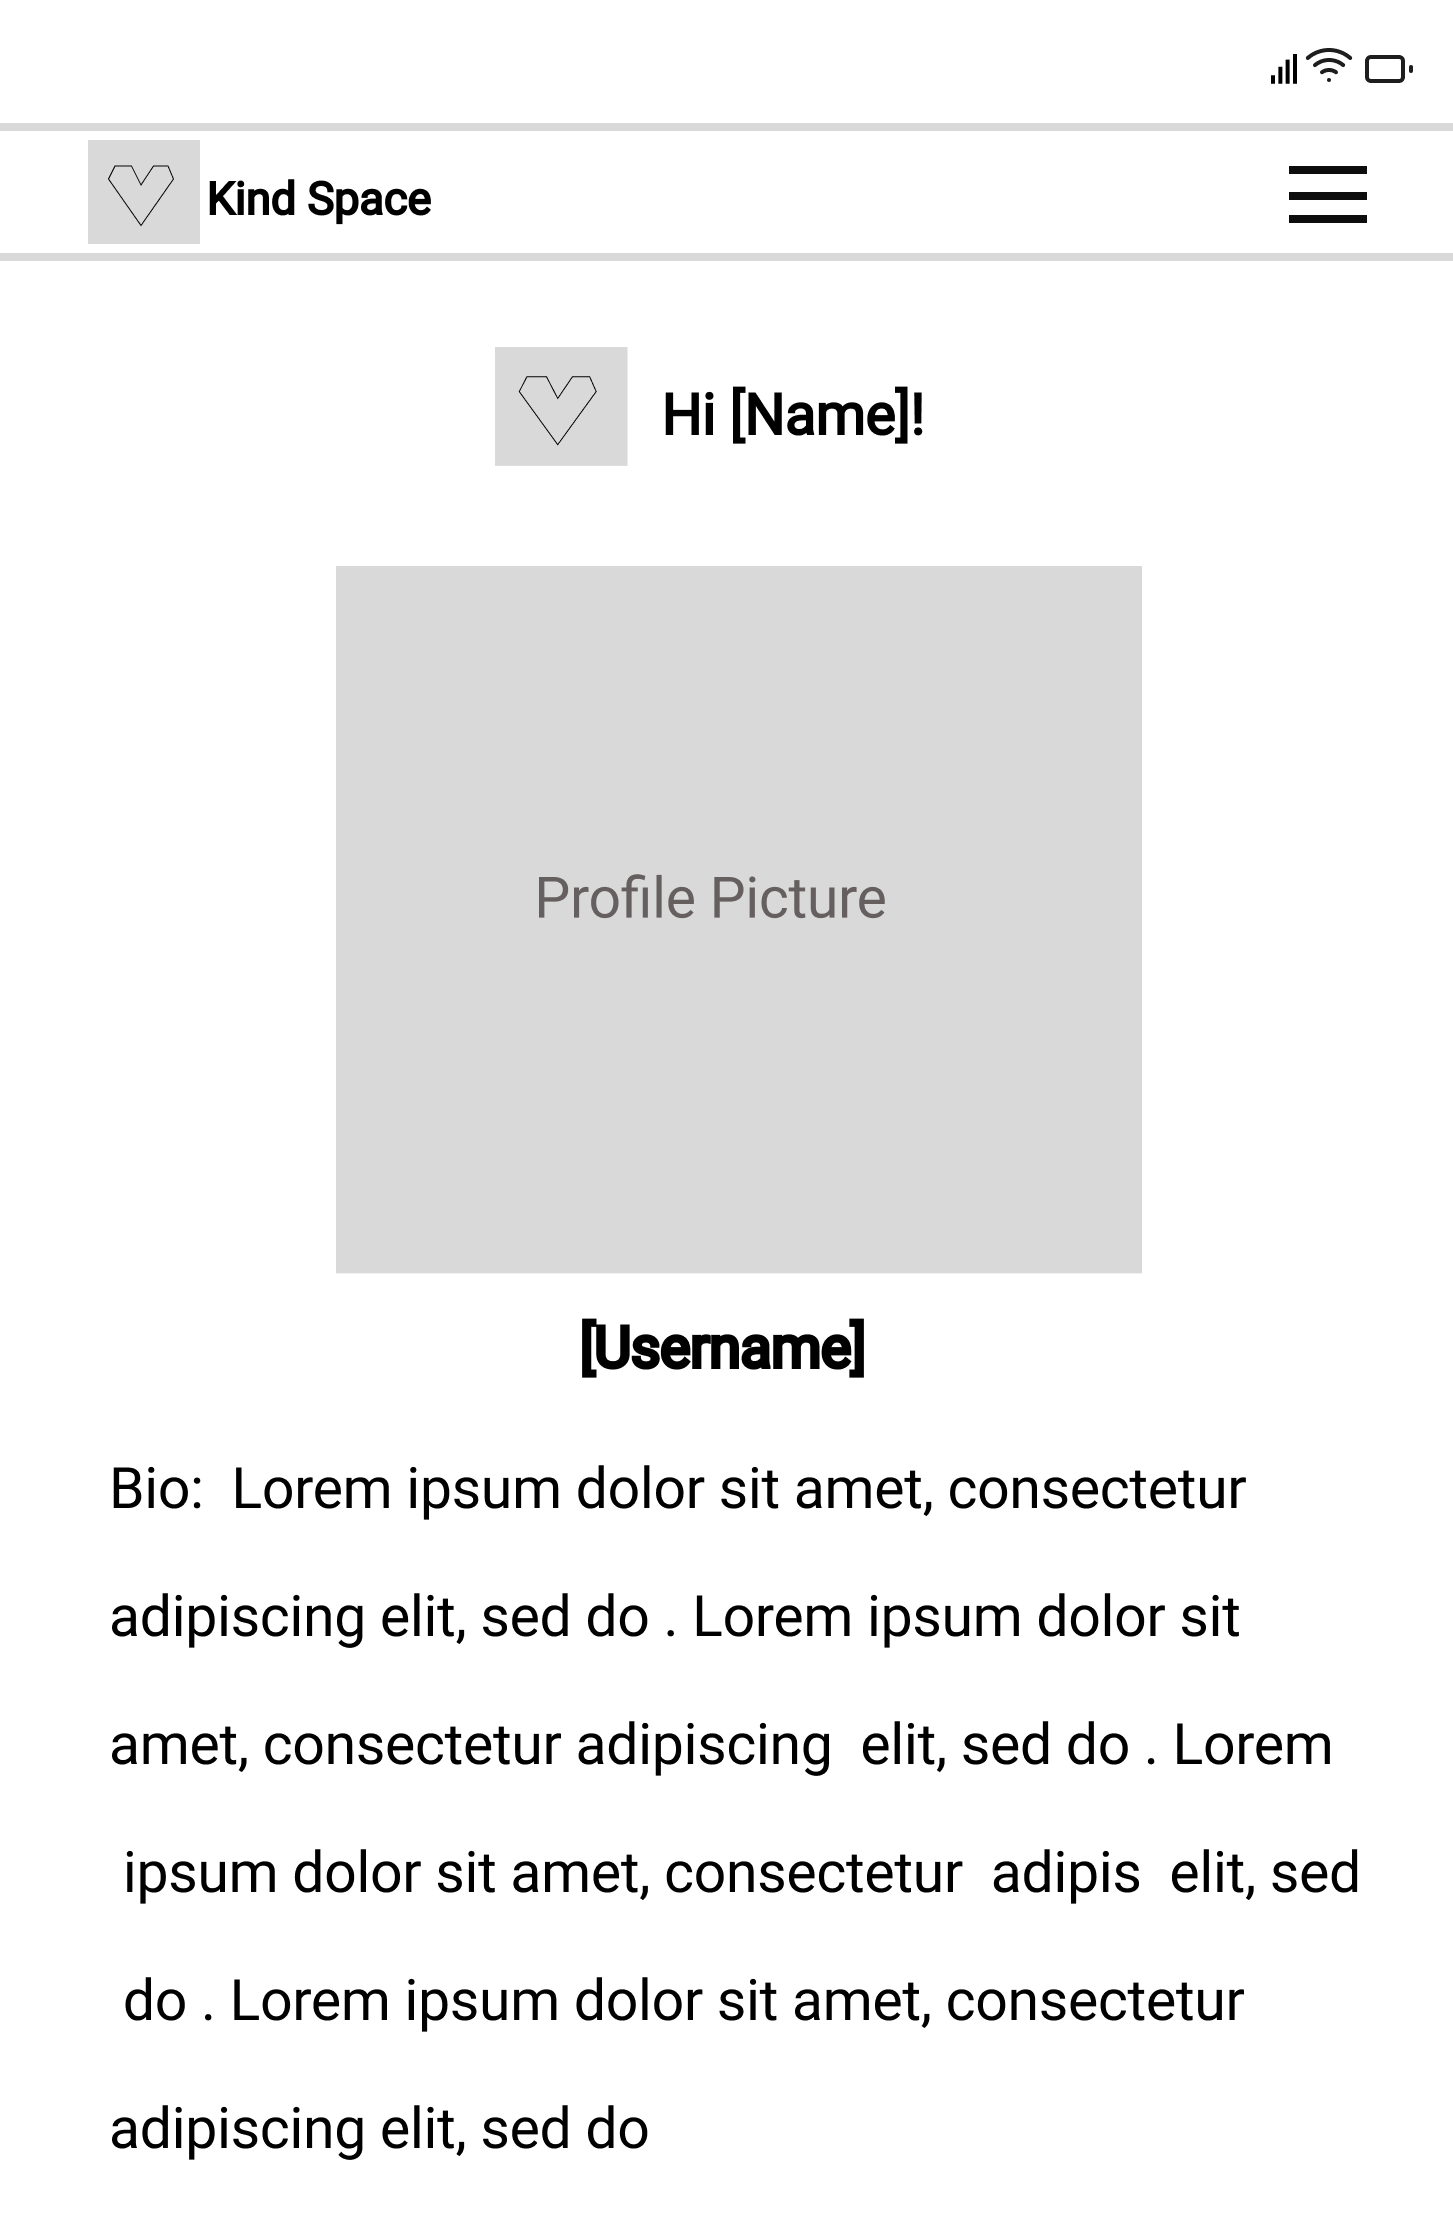 Kind Space
Hi [Name]!
Profile Picture
[Username]
Bio:  Lorem ipsum dolor sit amet, consectetur
adipiscing elit, sed do . Lorem ipsum dolor sit
amet, consectetur adipiscing  elit, sed do . Lorem
ipsum dolor sit amet, consectetur  adipis  elit, sed
do . Lorem ipsum dolor sit amet, consectetur
adipiscing elit, sed do